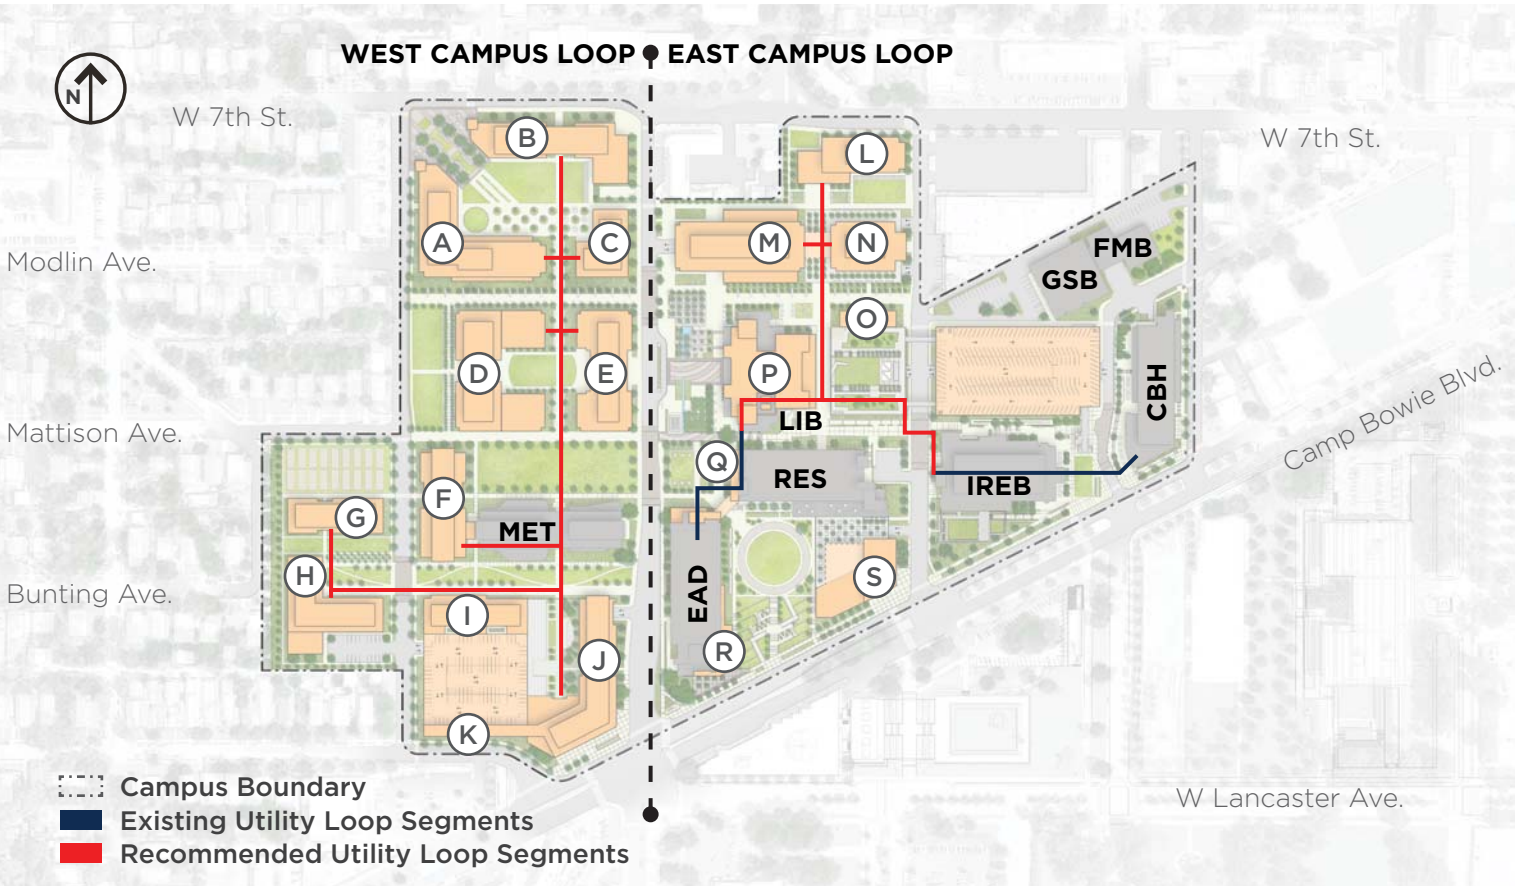 WEST CAMPUS LOOP EAST CAMPUS LOOP
N
W 7th St.
W 7th St.
B
L
A
C
M
N
Modlin Ave.
FMB
GSB
O
D
E
P
CBH
Camp Bowie Blvd.
LIB
Mattison Ave.
Q
RES
IREB
F
G
MET
H
S
Bunting Ave.
EAD
I
J
R
K
Campus Boundary
Existing Utility Loop Segments
Recommended Utility Loop Segments
W Lancaster Ave.